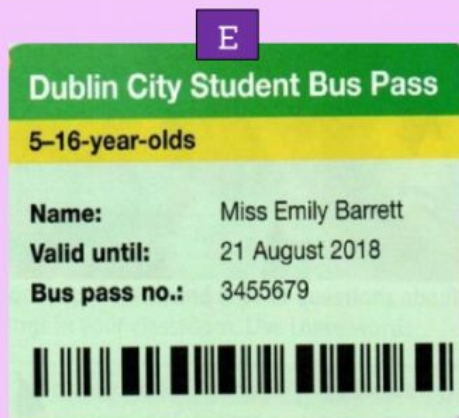 E
Dublin City Student Bus Pass
5–16-year-olds
Name: Miss Emily Barrett
Valid until: 21 August 2018
Bus pass no.: 3455679